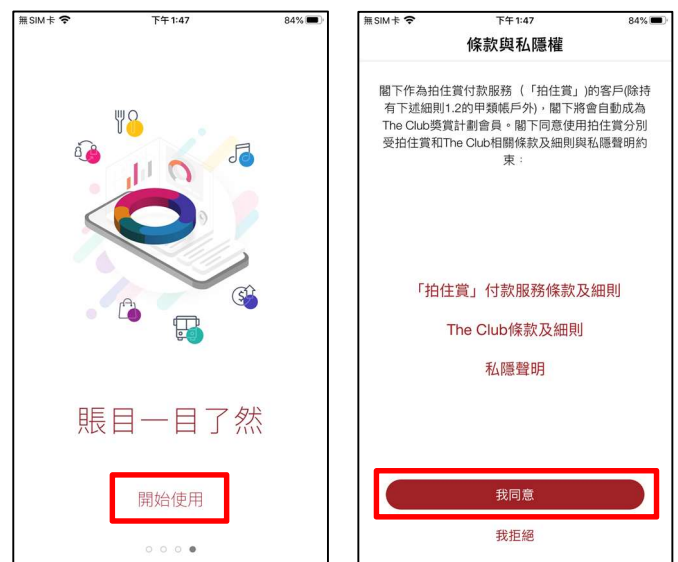 無SIM卡 下午1:47 84%
賬目一目了然
開始使用
無SIM卡 下午1:47 84%
條款與私隱權
閣下作為拍住賞付款服務（「拍住賞」)的客戶(除持
有下述細則1.2的甲類帳戶外)，閣下將會自動成為
The Club獎賞計劃會員。閣下同意使用拍住賞分別
受拍住賞和The Club相關條款及細則與私隱聲明約
束：
「拍住賞」付款服務條款及細則
The Club條款及細則
私隱聲明
我同意
我拒絕